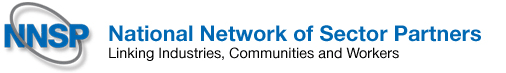 NNSP National Network of Sector Partners
Linking Industries, Communities and Workers